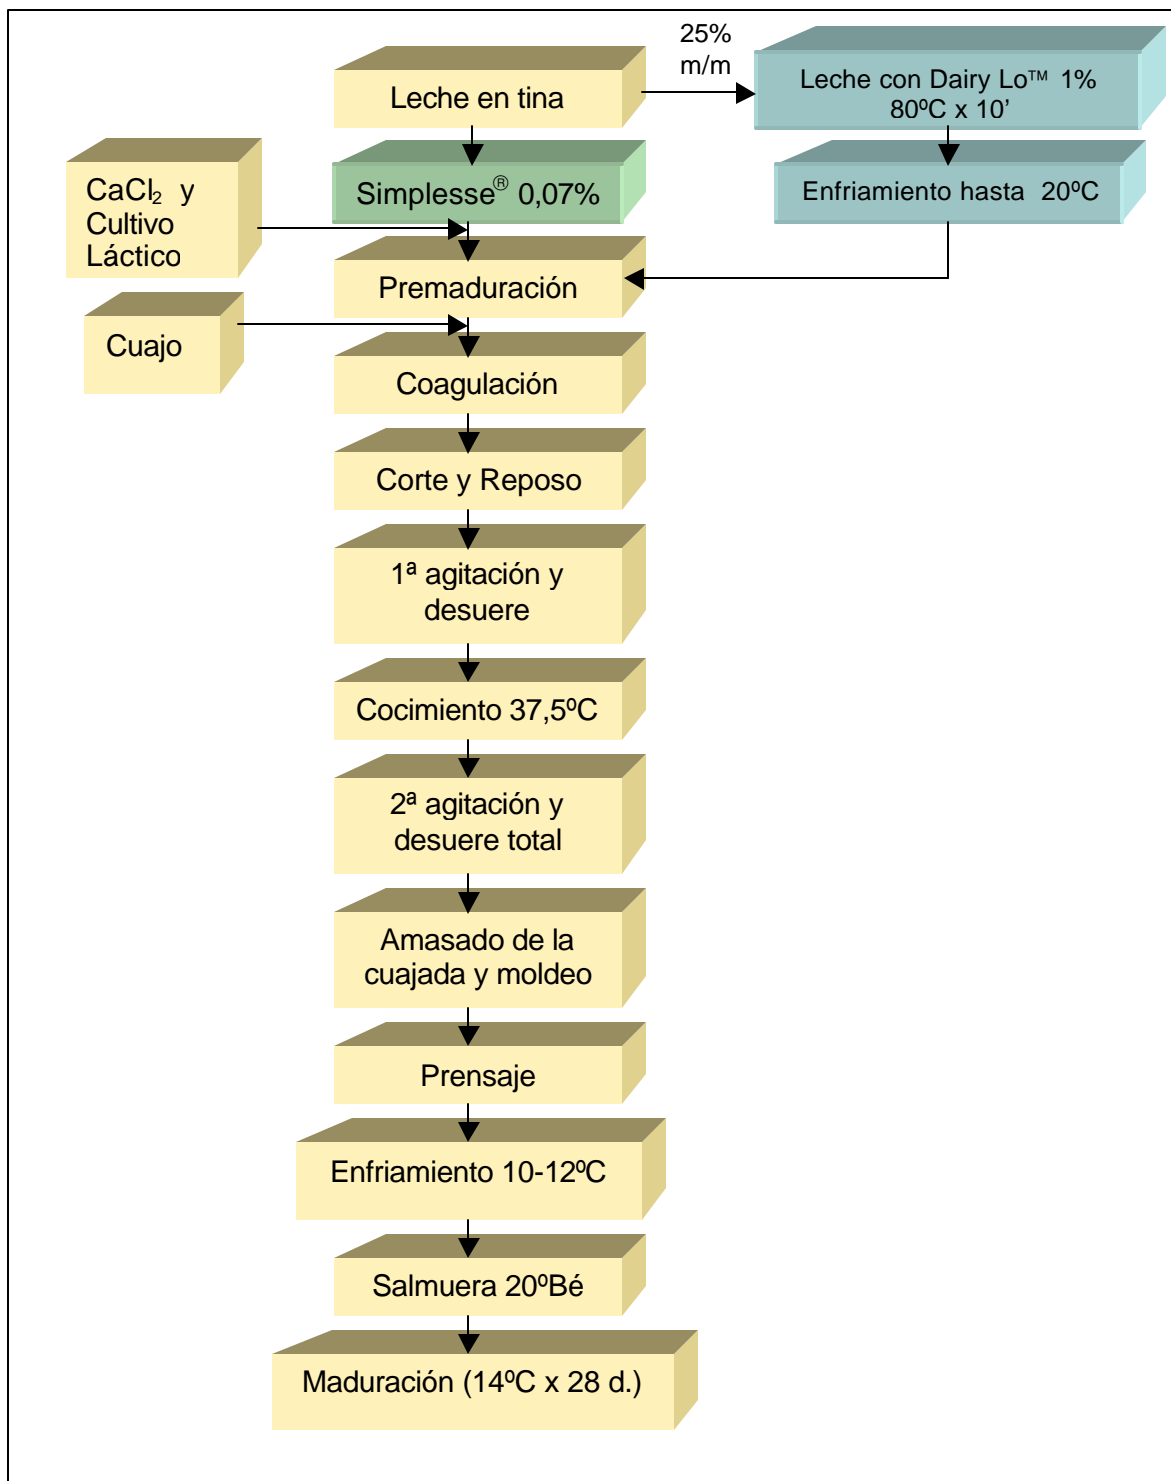 25%
m/m
Leche en tina
Leche con Dairy Lo™ 1%
80ºC x 10’
Simplesse® 0,07%
Enfriamiento hasta 20ºC
CaCl₂ y
Cultivo
Láctico
Premaduración
Cuajo
Coagulación
Corte y Reposo
1ª agitación y
desuere
Cocimiento 37,5ºC
2ª agitación y
desuere total
Amasado de la
cuajada y moldeo
Prensaje
Enfriamiento 10-12ºC
Salmuera 20ºBé
Maduración (14ºC x 28 d.)